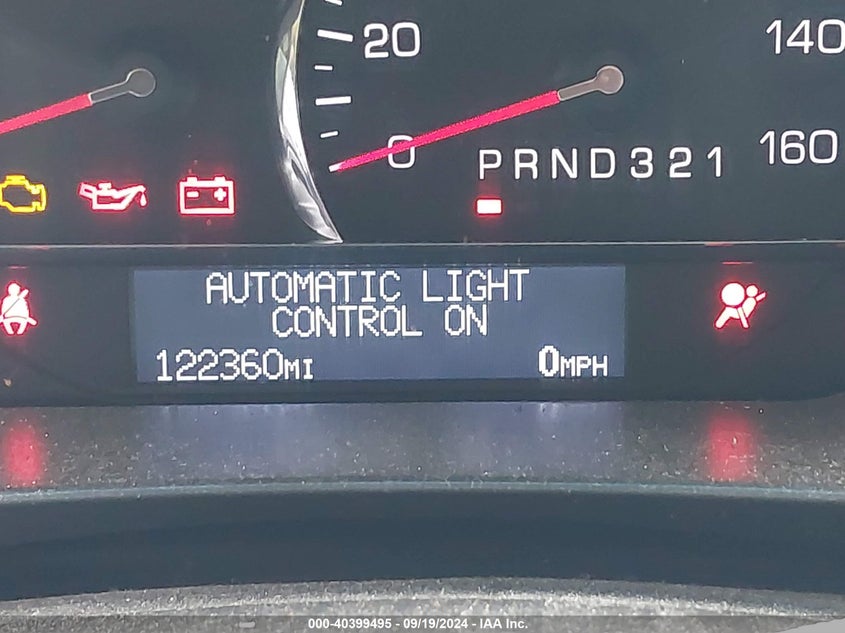 20
140
0
160
PRND321
AUTOMATIC LIGHT
CONTROL ON
122360MI
0MPH
000-40399495 - 09/19/2024 - IAA Inc.